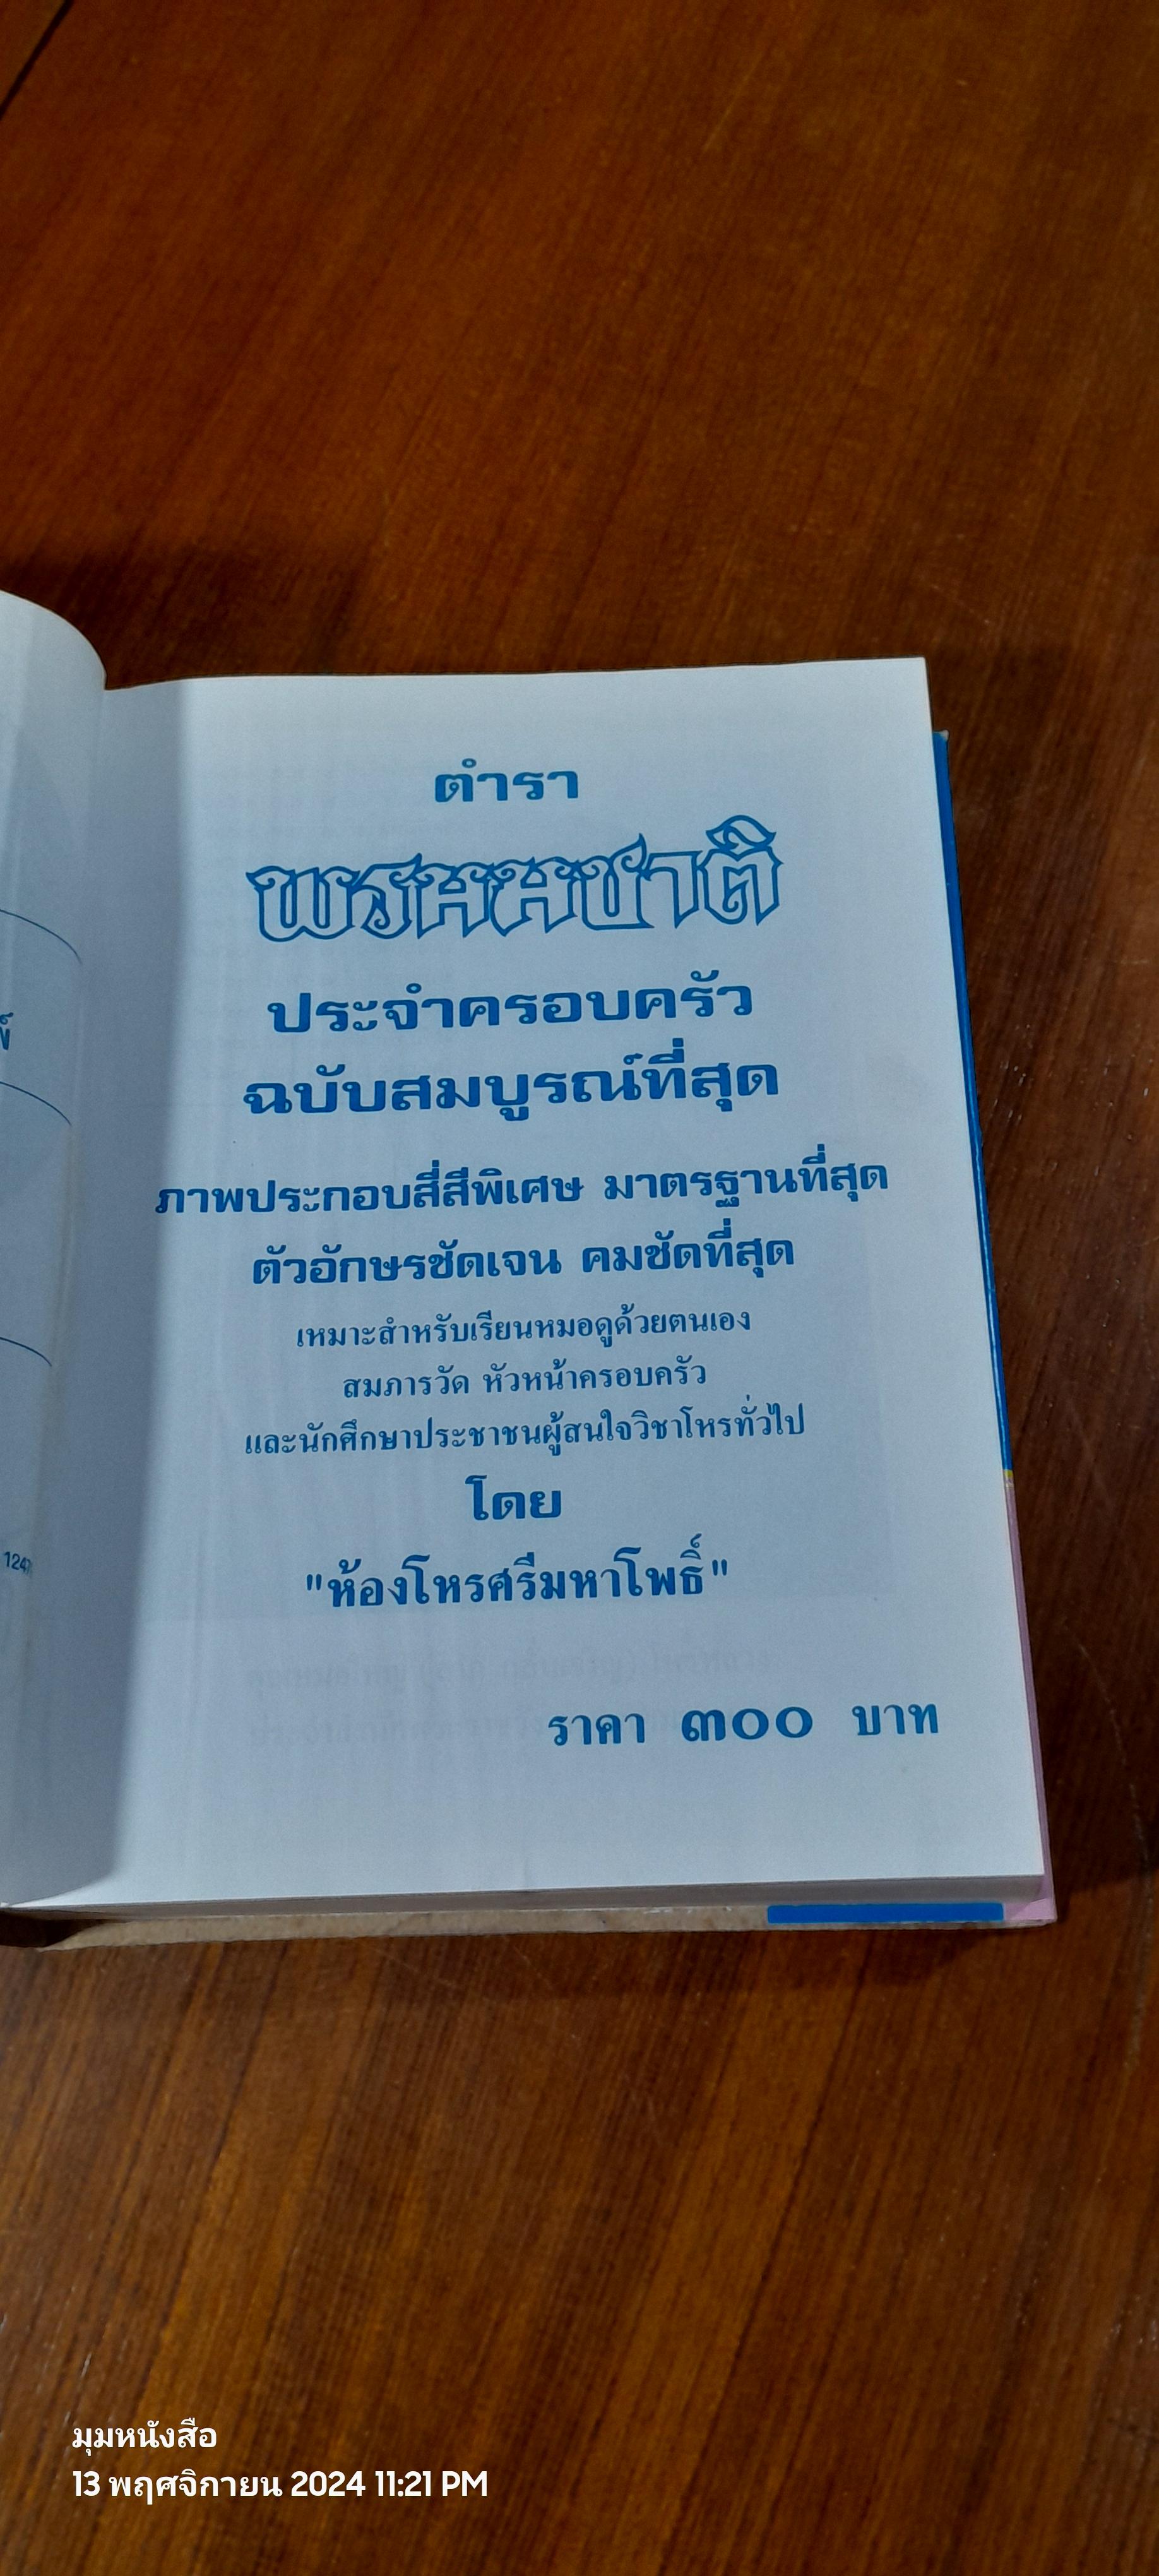 ตำรา
พรหมชาติ
ประจำครอบครัว
ฉบับสมบูรณ์ที่สุด
ภาพประกอบสี่สีพิเศษ มาตรฐานที่สุด
ตัวอักษรชัดเจน คมชัดที่สุด
เหมาะสำหรับเรียนหมอดูด้วยตนเอง
สมภารวัด หัวหน้าครอบครัว
และนักศึกษาประชาชนผู้สนใจวิชาโหรทั่วไป
โดย
"ห้องโหรศรีมหาโพธิ์"
ราคา ๓๐๐ บาท
มุมหนังสือ
13 พฤศจิกายน 2024 11:21 PM